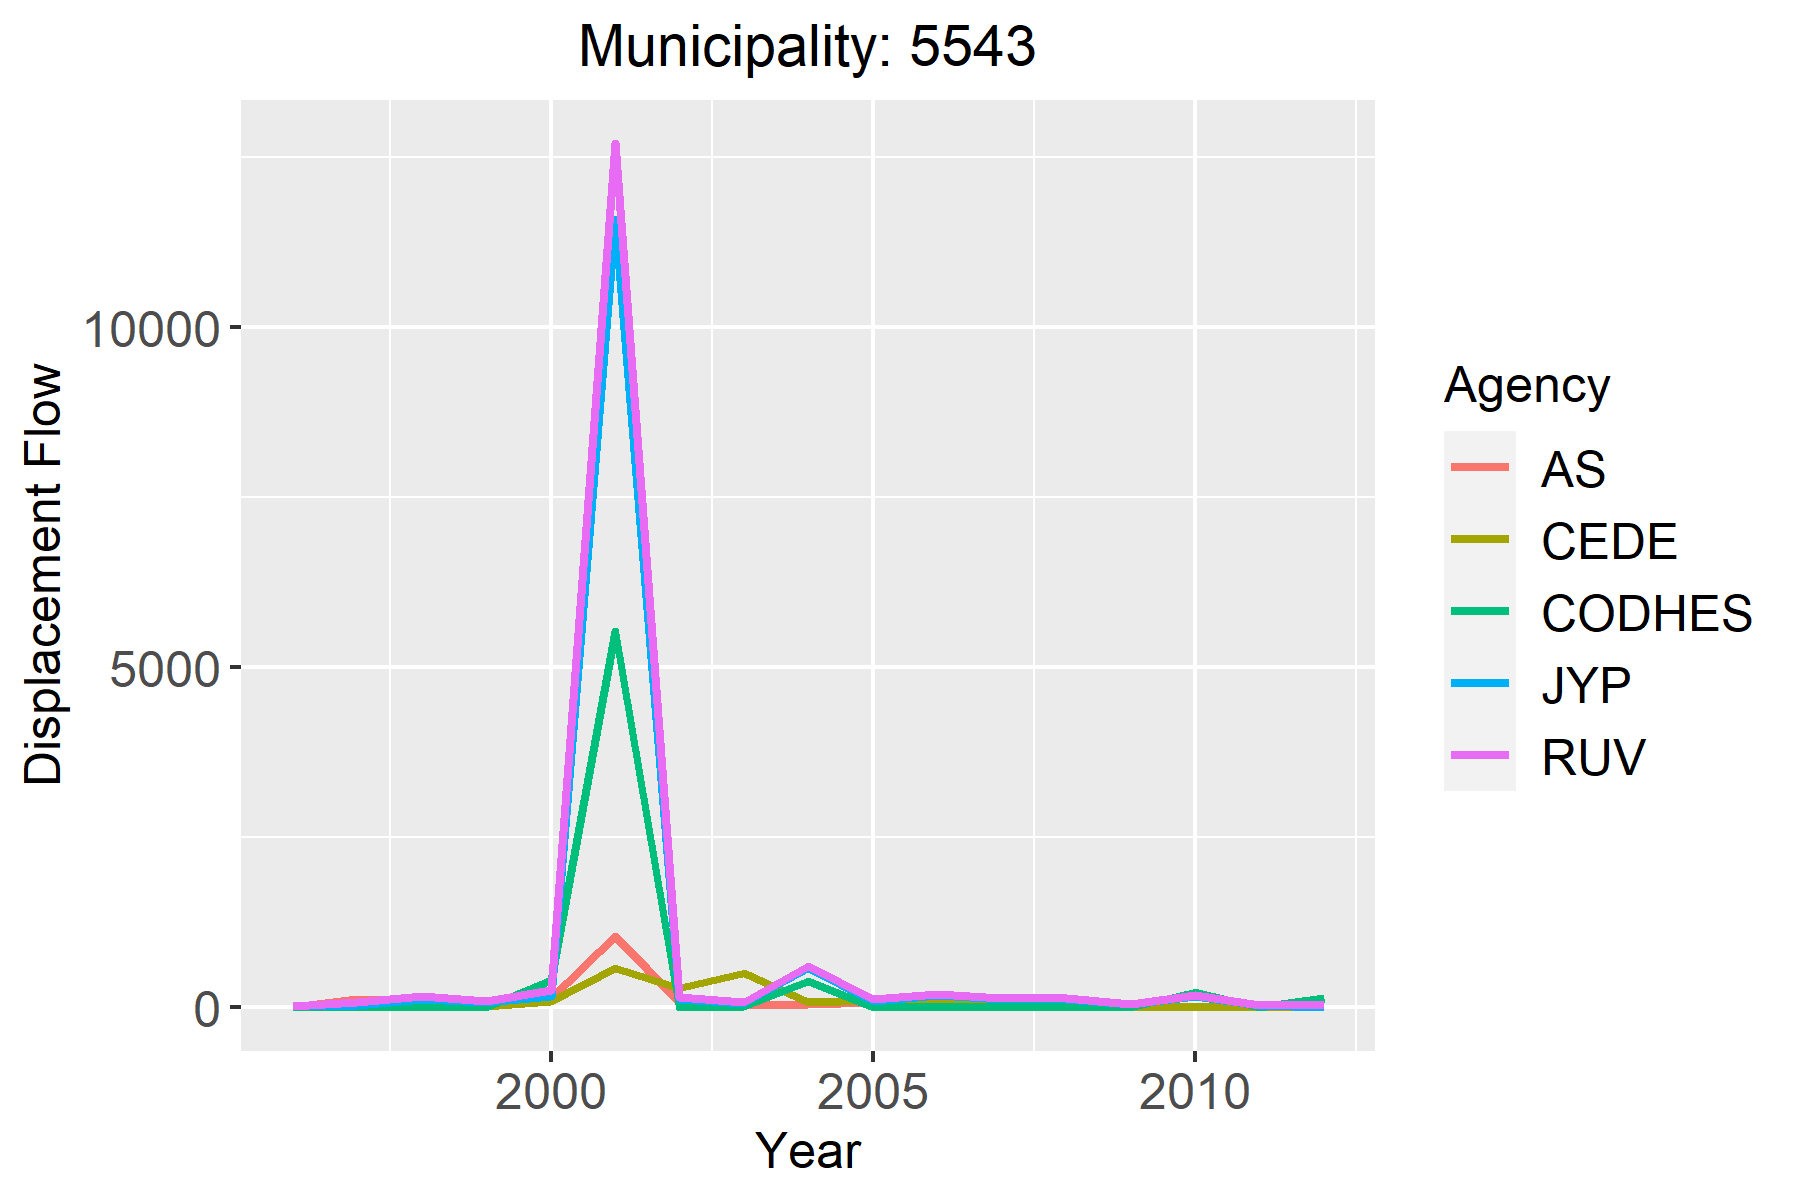 Municipality: 5543
Displacement Flow
10000
5000
0
2000 2005 2010
Year
Agency
AS
CEDE
CODHES
JYP
RUV